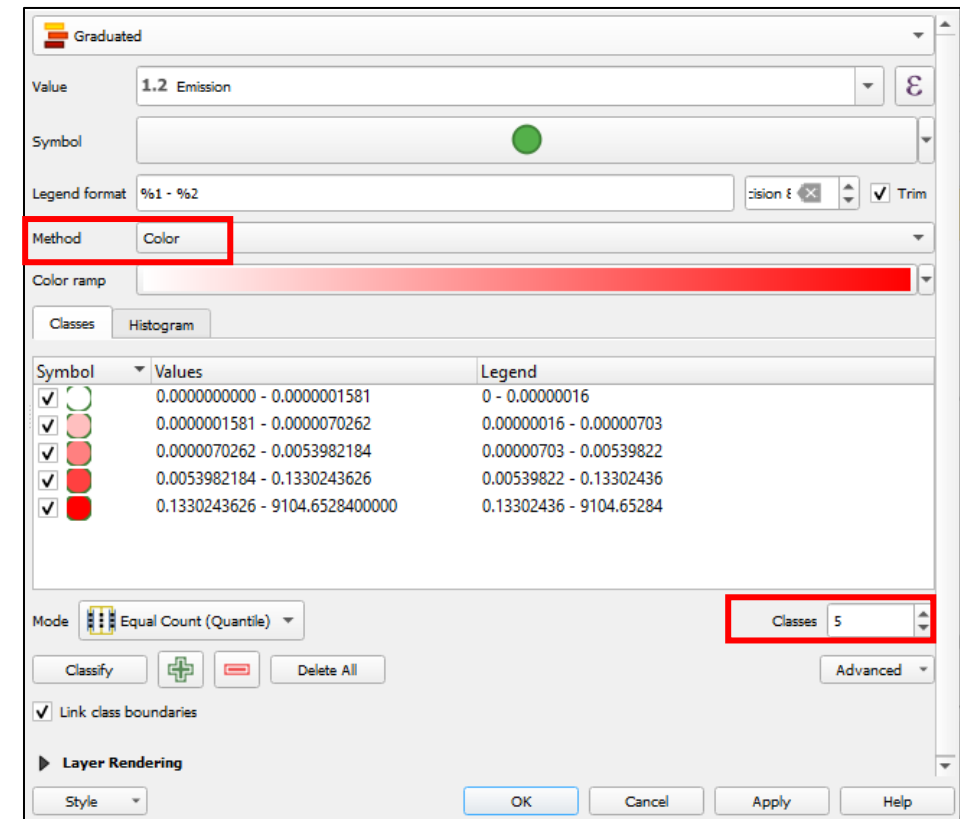 Graduated
Value 1.2 Emission ε
Symbol
Legend format %1 - %2 cision 8 Trim
Method Color
Color ramp
Classes Histogram
Symbol Values Legend
0.0000000000 - 0.0000001581 0 - 0.00000016
0.0000001581 - 0.0000070262 0.00000016 - 0.00000703
0.0000070262 - 0.0053982184 0.00000703 - 0.00539822
0.0053982184 - 0.1330243626 0.00539822 - 0.13302436
0.1330243626 - 9104.6528400000 0.13302436 - 9104.65284
Mode Equal Count (Quantile) Classes 5
Classify Delete All Advanced
Link class boundaries
Layer Rendering
Style OK Cancel Apply Help